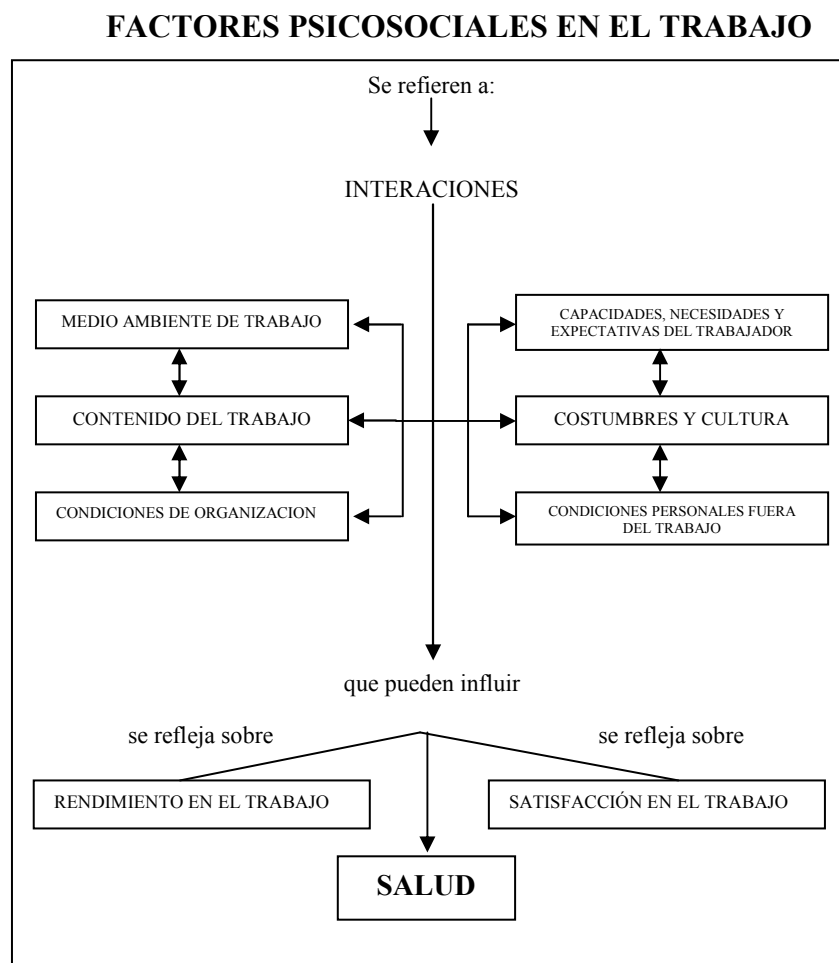 FACTORES PSICOSOCIALES EN EL TRABAJO
Se refieren a:
INTERACIONES
MEDIO AMBIENTE DE TRABAJO
CAPACIDADES, NECESIDADES Y
EXPECTATIVAS DEL TRABAJADOR
CONTENIDO DEL TRABAJO
COSTUMBRES Y CULTURA
CONDICIONES DE ORGANIZACION
CONDICIONES PERSONALES FUERA
DEL TRABAJO
que pueden influir
se refleja sobre
se refleja sobre
RENDIMIENTO EN EL TRABAJO
SATISFACCIÓN EN EL TRABAJO
SALUD